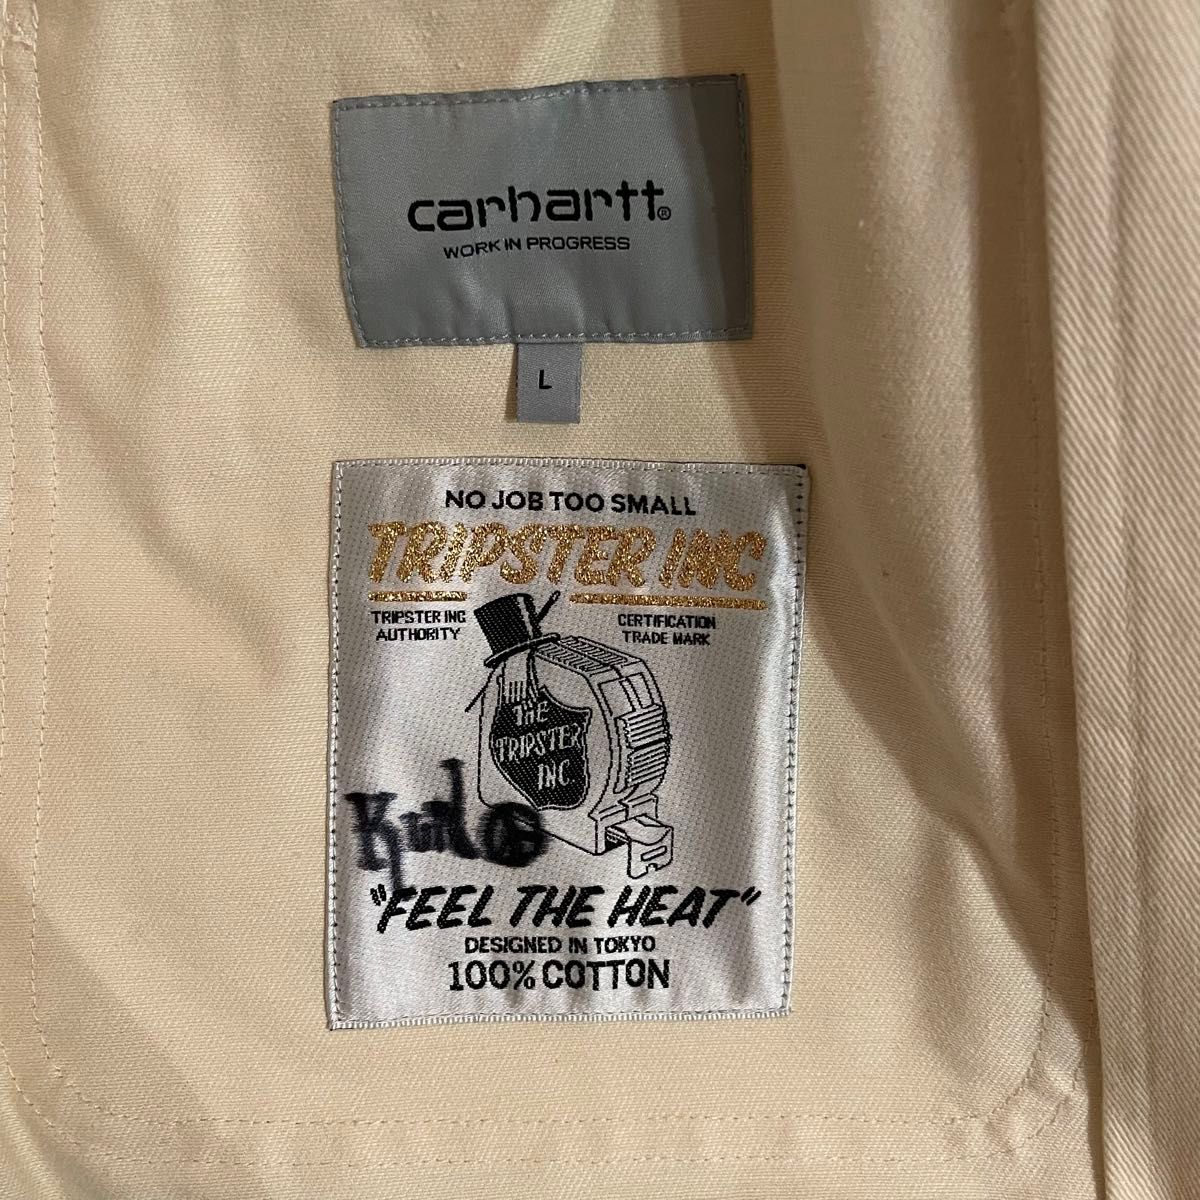 carhartt®
WORK IN PROGRESS
L
NO JOB TOO SMALL
TRIPSTER INC
TRIPSTER INC
AUTHORITY
CERTIFICATION
TRADE MARK
THE
TRIPSTER
INC
Kudo
"FEEL THE HEAT"
DESIGNED IN TOKYO
100% COTTON